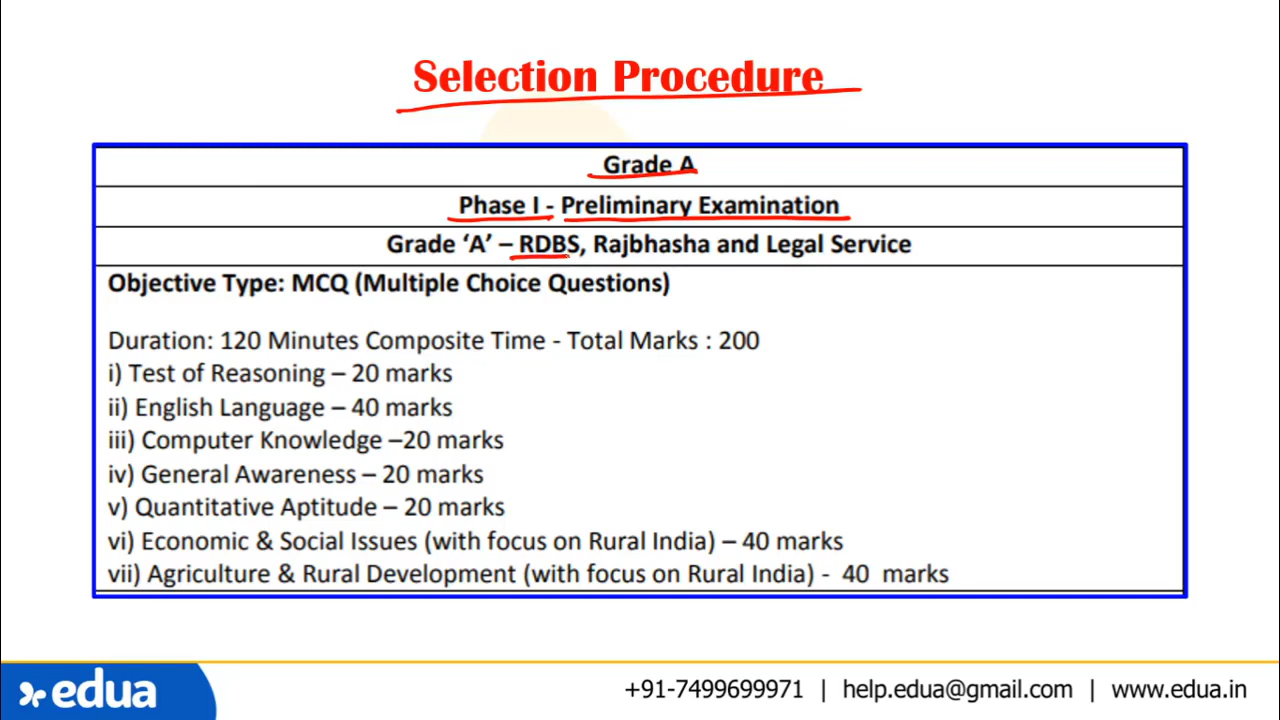 Selection Procedure
Grade A
Phase I - Preliminary Examination
Grade ‘A’ – RDBS, Rajbhasha and Legal Service
Objective Type: MCQ (Multiple Choice Questions)
Duration: 120 Minutes Composite Time - Total Marks : 200
i) Test of Reasoning – 20 marks
ii) English Language – 40 marks
iii) Computer Knowledge –20 marks
iv) General Awareness – 20 marks
v) Quantitative Aptitude – 20 marks
vi) Economic & Social Issues (with focus on Rural India) – 40 marks
vii) Agriculture & Rural Development (with focus on Rural India) - 40 marks
edua
+91-7499699971 | help.edua@gmail.com | www.edua.in